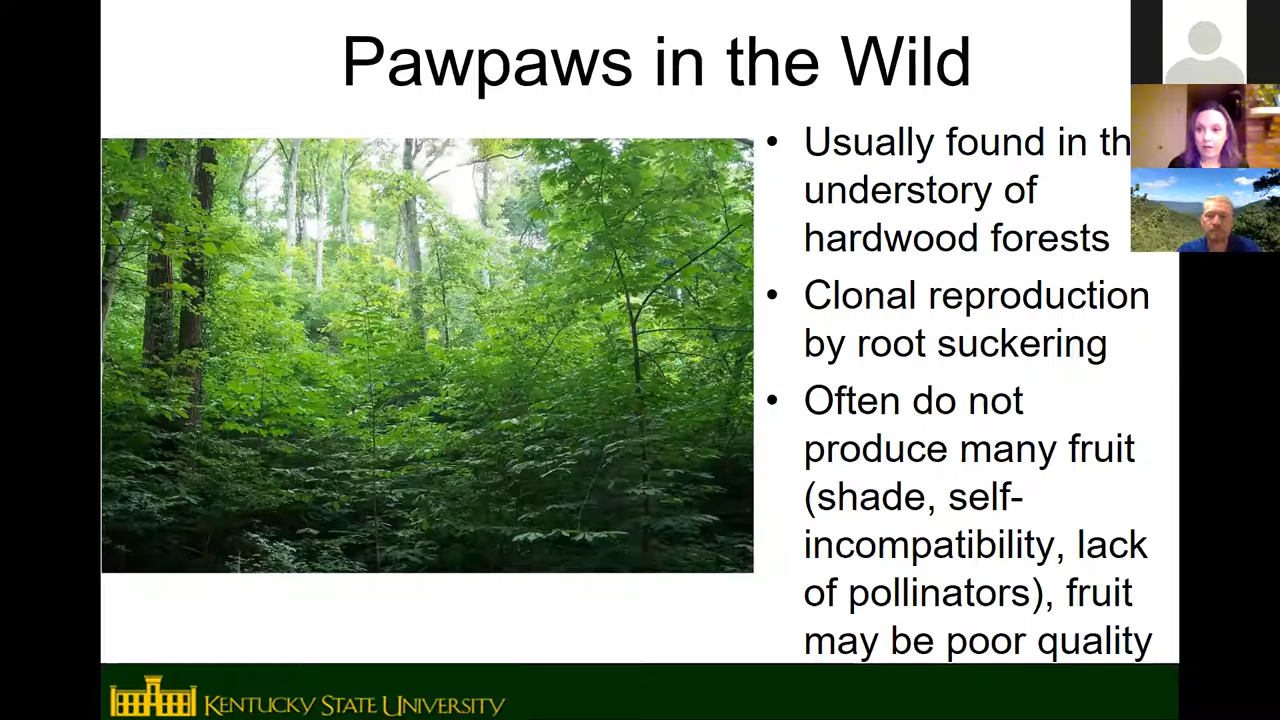 Pawpaws in the Wild
• Usually found in th
understory of
hardwood forests
• Clonal reproduction
by root suckering
• Often do not
produce many fruit
(shade, self-
incompatibility, lack
of pollinators), fruit
may be poor quality
KENTUCKY STATE UNIVERSITY